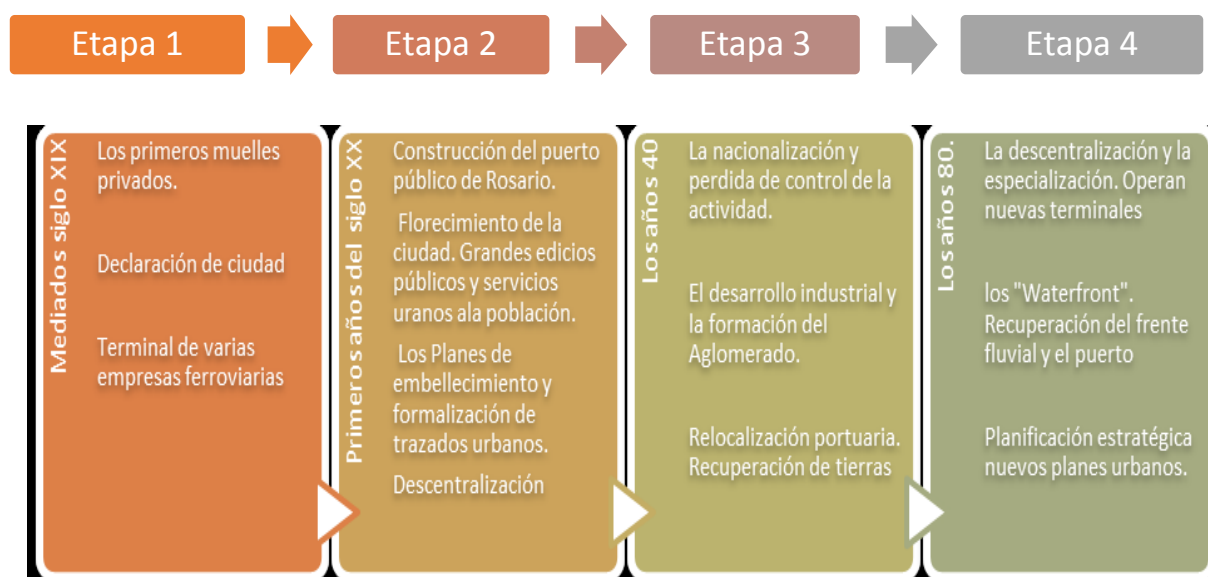 Etapa 1
Etapa 2
Etapa 3
Etapa 4
Mediados siglo XIX
Los primeros muelles
privados.
Declaración de ciudad
Terminal de varias
empresas ferroviarias
Primeros años del siglo XX
Construcción del puerto
público de Rosario.
Florecimiento de la
ciudad. Grandes edicios
públicos y servicios
uranos ala población.
Los Planes de
embellecimiento y
formalización de
trazados urbanos.
Descentralización
Los años 40
La nacionalización y
perdida de control de la
actividad.
El desarrollo industrial y
la formación del
Aglomerado.
Relocalización portuaria.
Recuperación de tierras
Los años 80.
La descentralización y la
especialización. Operan
nuevas terminales
los "Waterfront".
Recuperación del frente
fluvial y el puerto
Planificación estratégica
nuevos planes urbanos.